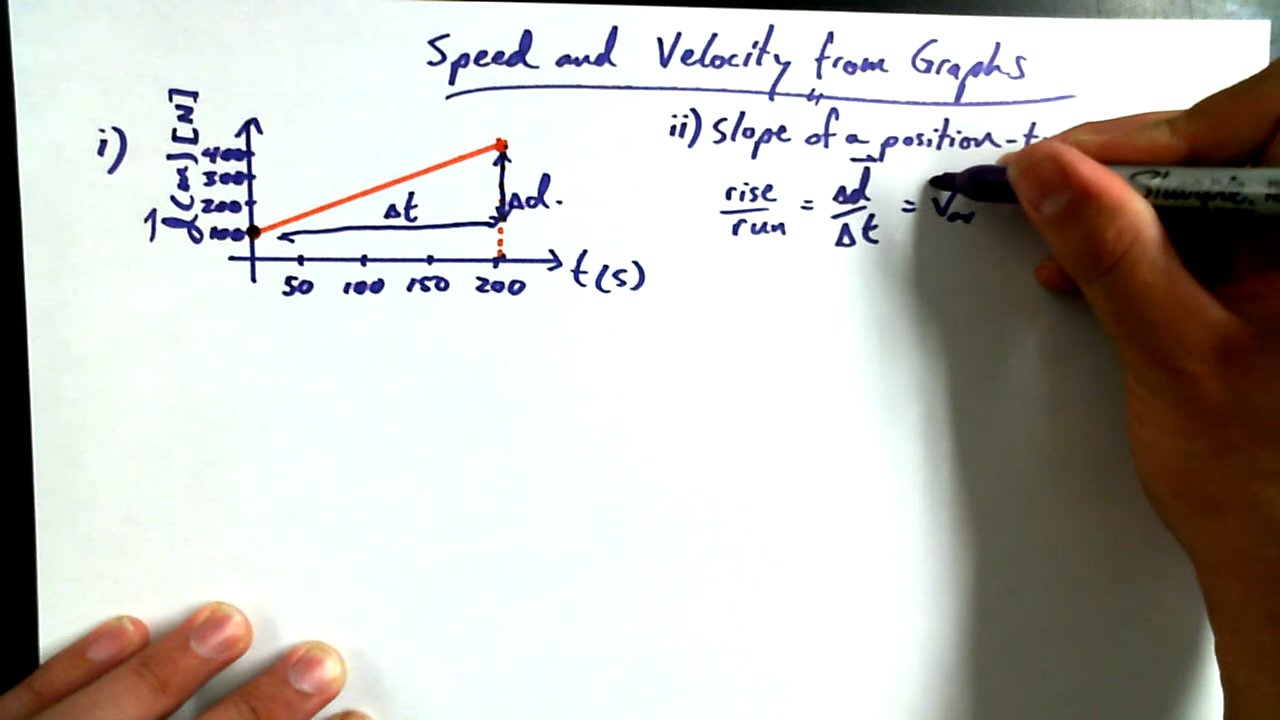 Speed and Velocity from Graphs
i)
d (m) [N]
400
300
200
100
Δt
Δd.
50 100 150 200
t(s)
ii) Slope of a position-t
rise/run = Δd/Δt = Vav